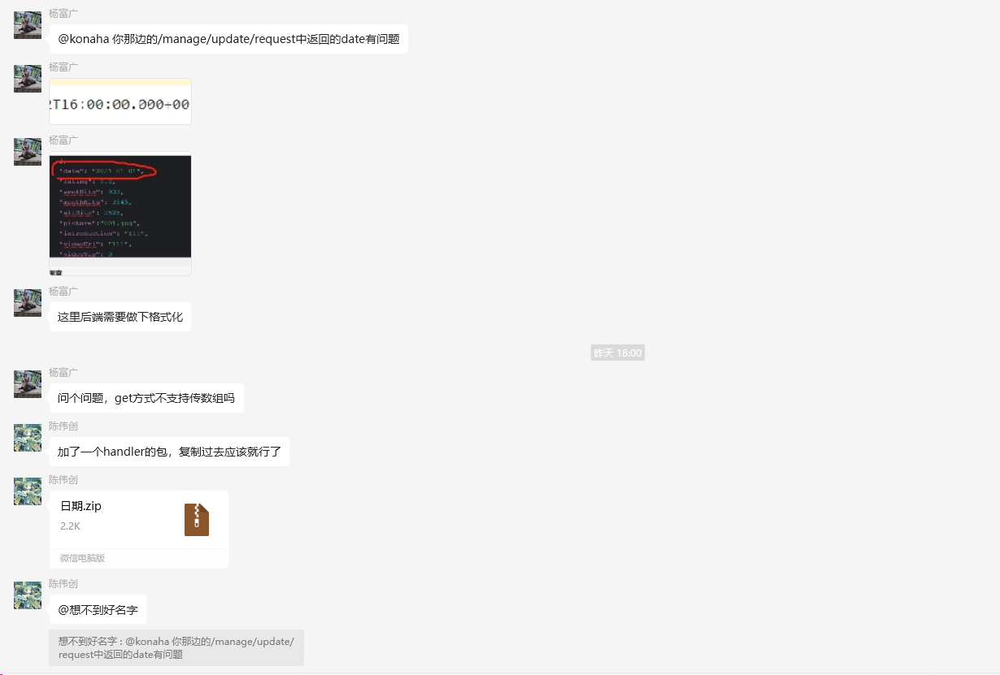 杨富广
@konaha 你那边的/manage/update/request中返回的date有问题
杨富广
2T16:00:00.000+00
杨富广
"date": "2021-01-01",
"rating": 9.2,
"weekHits": 933,
"monthHits": 3545,
"allHits": 2525,
"picture":"001.jpg",
"introduction": "111",
"videoUrl": "111",
"videoVip": 0
杨富广
这里后端需要做下格式化
昨天 18:00
杨富广
问个问题，get方式不支持传数组吗
陈伟创
加了一个handler的包，复制过去应该就行了
陈伟创
日期.zip
2.2K
微信电脑版
陈伟创
@想不到好名字
想不到好名字 : @konaha 你那边的/manage/update/
request中返回的date有问题